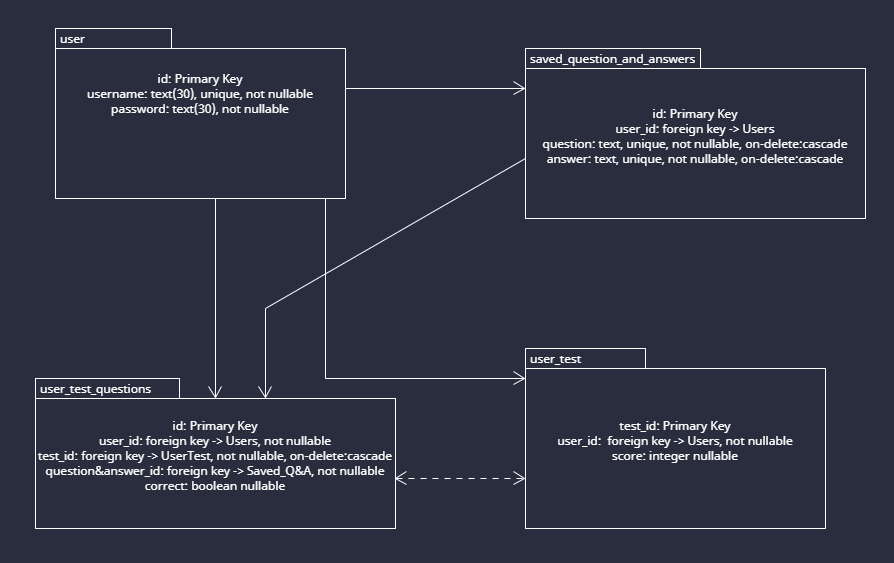 user
id: Primary Key
username: text(30), unique, not nullable
password: text(30), not nullable
saved_question_and_answers
id: Primary Key
user_id: foreign key -> Users
question: text, unique, not nullable, on-delete:cascade
answer: text, unique, not nullable, on-delete:cascade
user_test_questions
id: Primary Key
user_id: foreign key -> Users, not nullable
test_id: foreign key -> UserTest, not nullable, on-delete:cascade
question&answer_id: foreign key -> Saved_Q&A, not nullable
correct: boolean nullable
user_test
test_id: Primary Key
user_id:  foreign key -> Users, not nullable
score: integer nullable